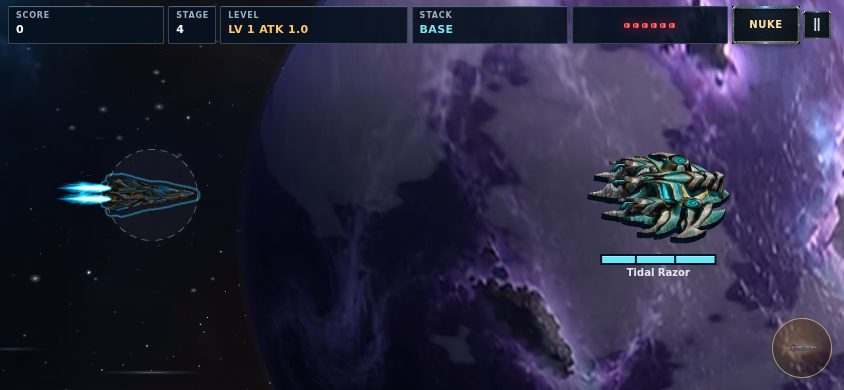 SCORE
0
STAGE
4
LEVEL
LV 1 ATK 1.0
STACK
BASE
NUKE
Tidal Razor